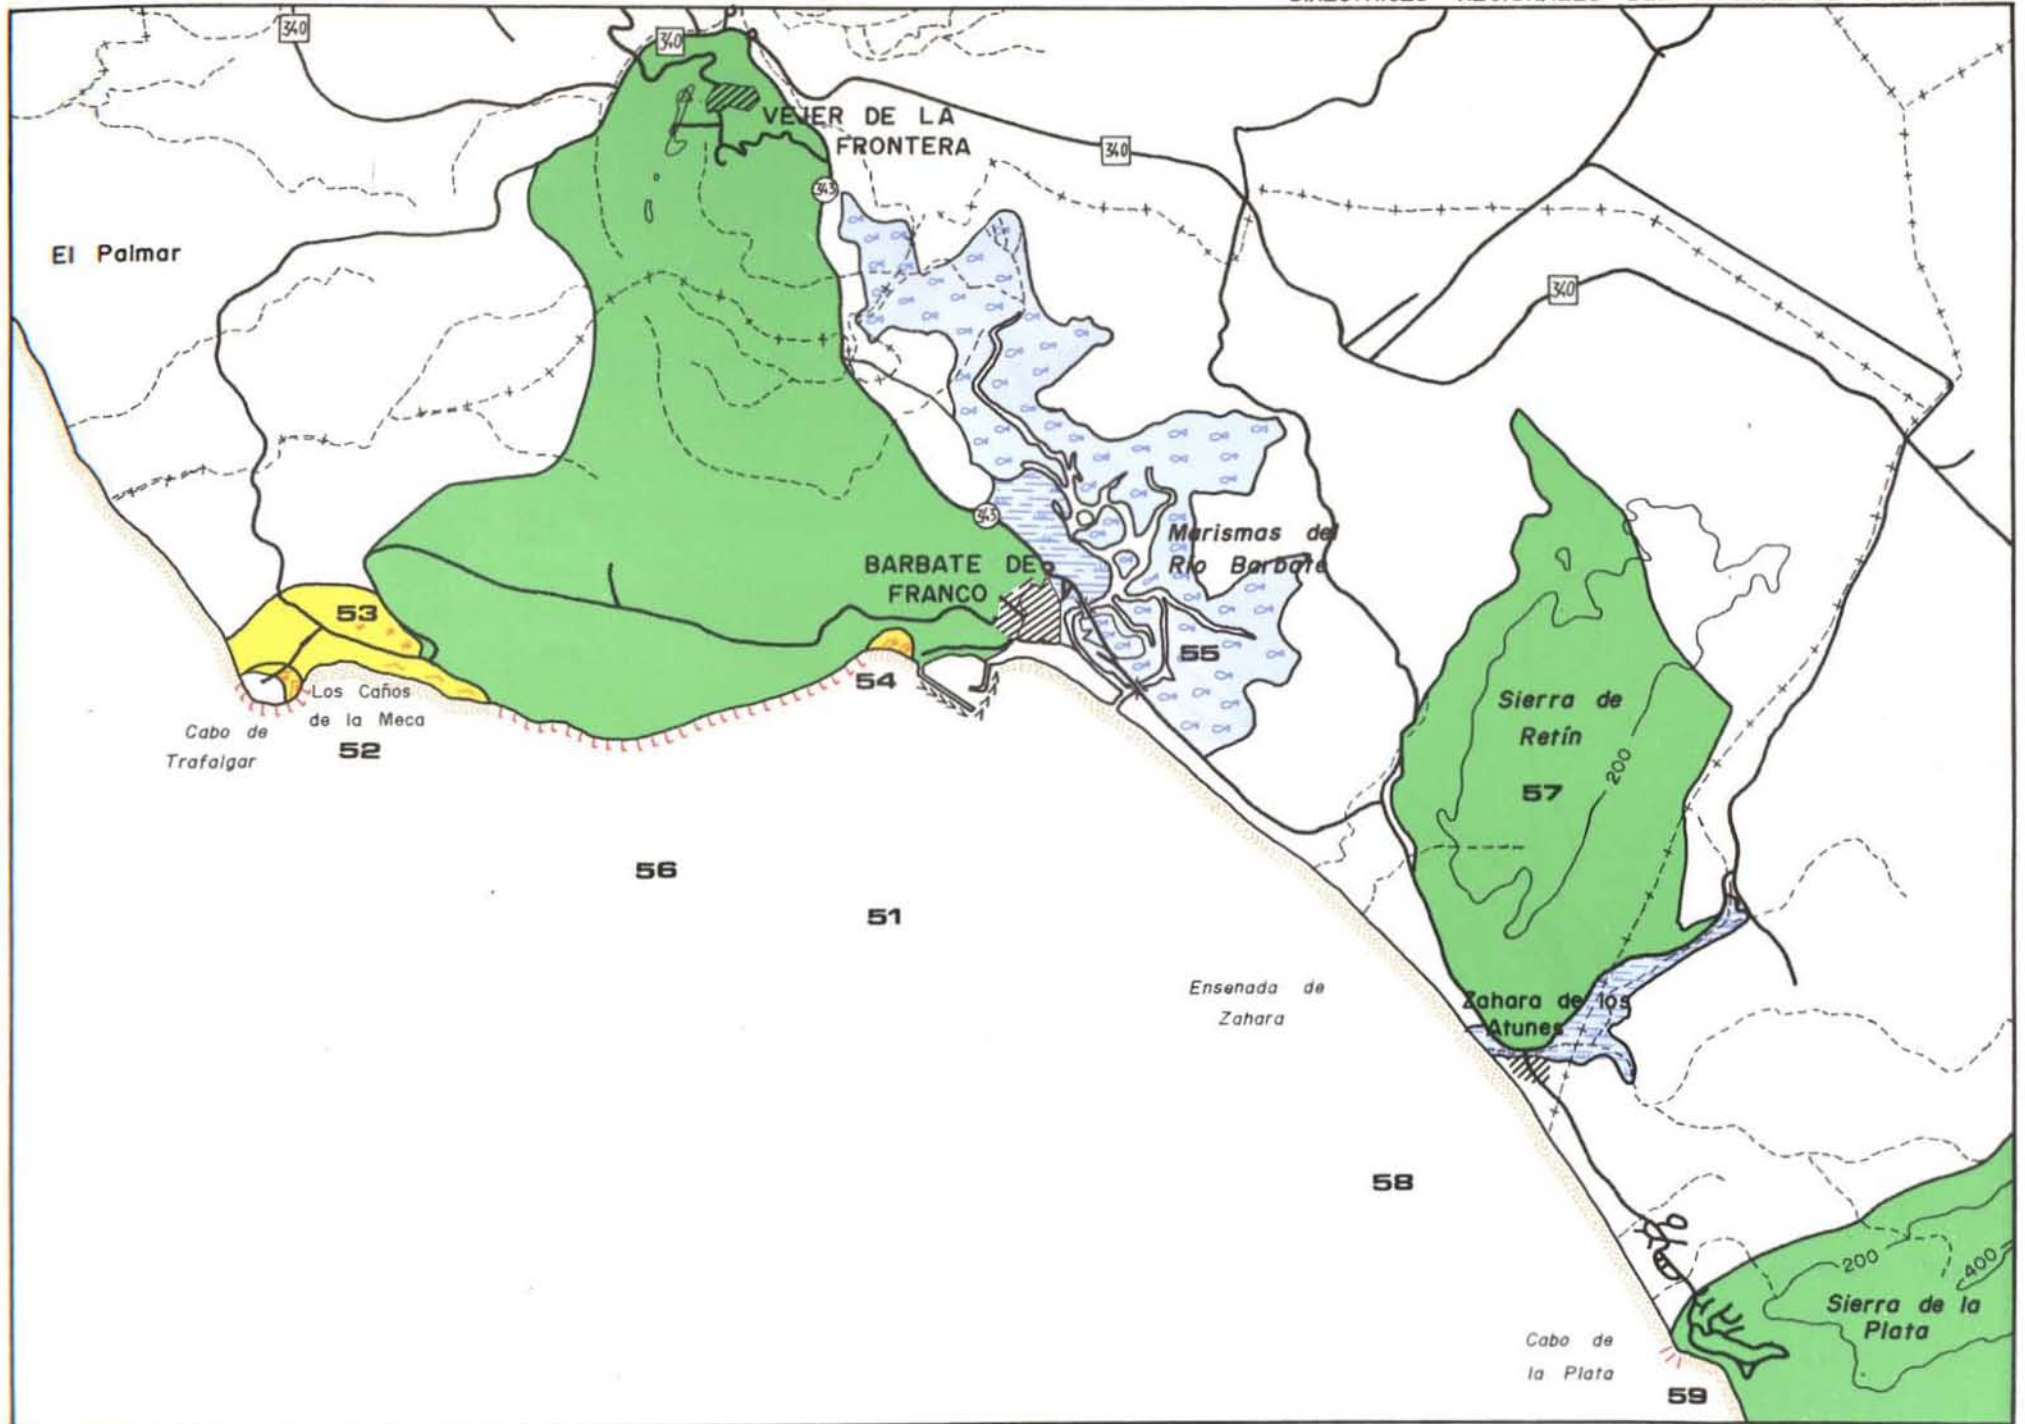 340
340
VEJER DE LA
FRONTERA
340
343
El Palmar
340
343
Marismas del
Río Barbate
BARBATE DE
FRANCO
53
55
54
Los Caños
de la Meca
Cabo de
Trafalgar
52
Sierra de
Retín
200
57
56
51
Ensenada de
Zahara
Zahara de los
Atunes
58
200
400
Sierra de la
Plata
Cabo de
la Plata
59